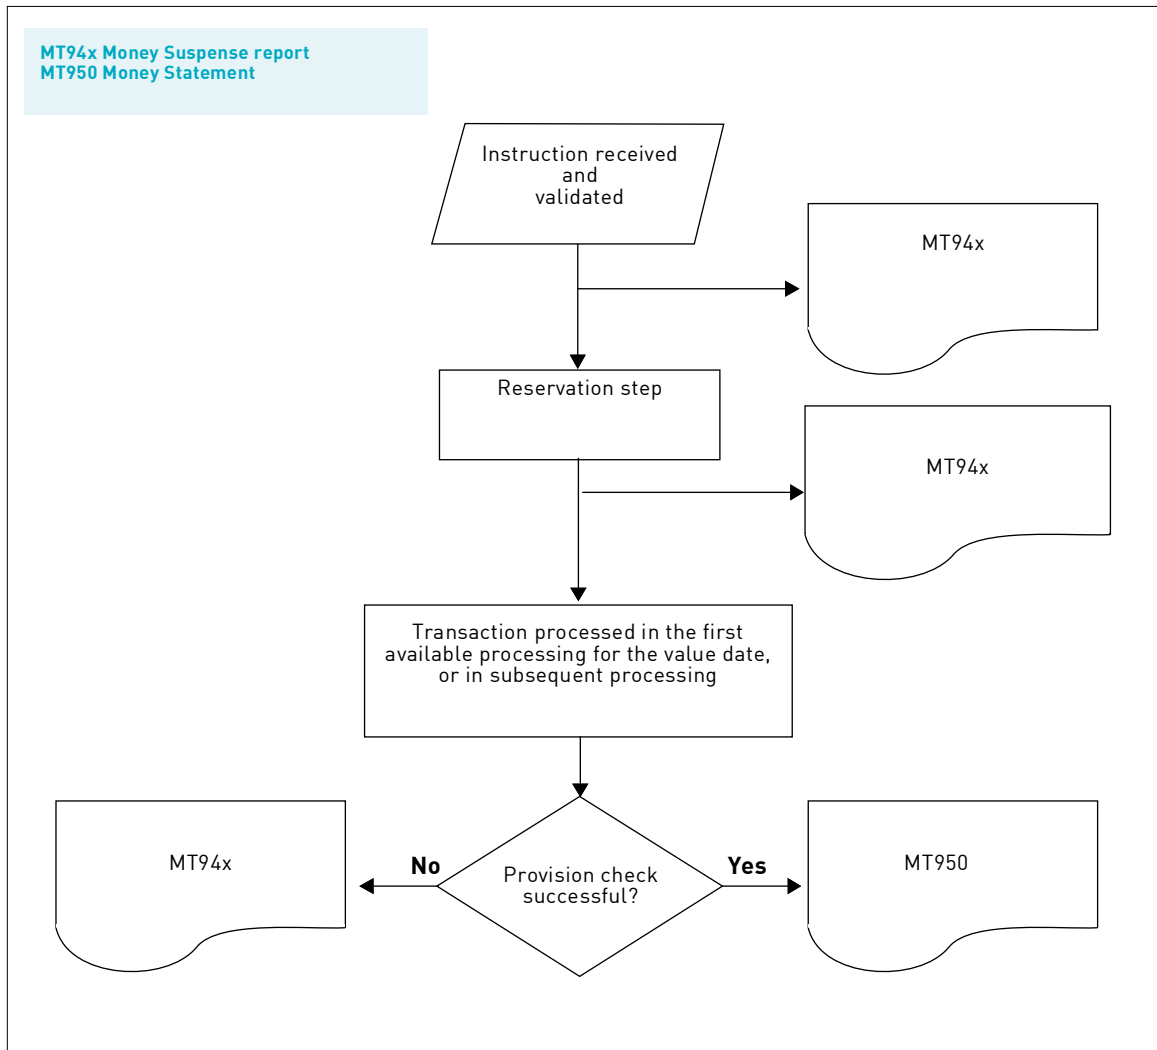 MT94x Money Suspense report
MT950 Money Statement
Instruction received
and
validated
MT94x
Reservation step
MT94x
Transaction processed in the first
available processing for the value date,
or in subsequent processing
MT94x
No
Provision check
successful?
Yes
MT950